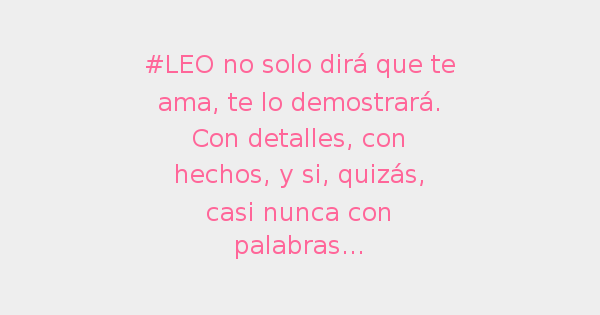 #LEO no solo dirá que te
ama, te lo demostrará.
Con detalles, con
hechos, y si, quizás,
casi nunca con
palabras...